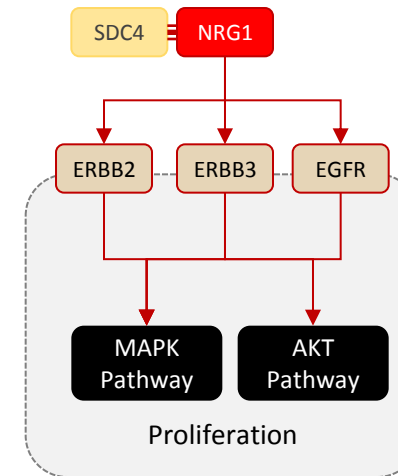 SDC4 NRG1
ERBB2 ERBB3 EGFR
MAPK AKT
Pathway Pathway
Proliferation